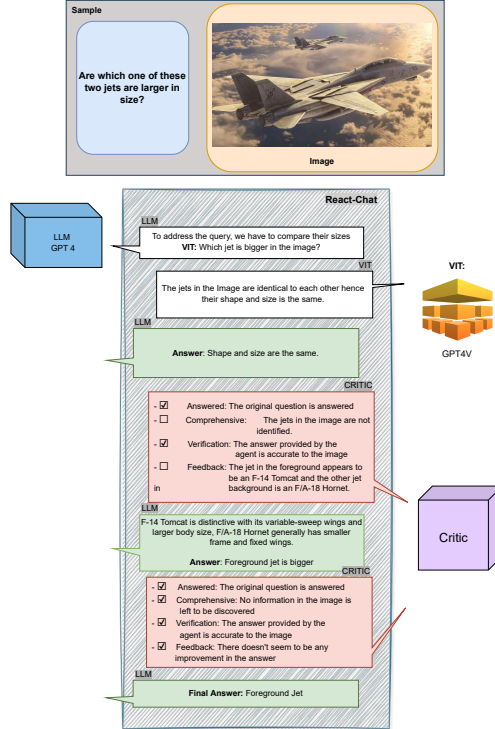 Sample
Are which one of these
two jets are larger in
size?
Image
React-Chat
LLM
GPT 4
LLM
To address the query, we have to compare their sizes
VIT: Which jet is bigger in the image?
VIT
The jets in the Image are identical to each other hence
their shape and size is the same.
VIT:
GPT4V
LLM
Answer: Shape and size are the same.
CRITIC
- ☑ Answered: The original question is answered
- ☐ Comprehensive: The jets in the image are not
identified.
- ☑ Verification: The answer provided by the
agent is accurate to the image
- ☐ Feedback: The jet in the foreground appears to
be an F-14 Tomcat and the other jet
in background is an F/A-18 Hornet.
Critic
LLM
F-14 Tomcat is distinctive with its variable-sweep wings and
larger body size, F/A-18 Hornet generally has smaller
frame and fixed wings.
Answer: Foreground jet is bigger
CRITIC
- ☑ Answered: The original question is answered
- ☑ Comprehensive: No information in the image is
left to be discovered
- ☑ Verification: The answer provided by the
agent is accurate to the image
- ☑ Feedback: There doesn't seem to be any
improvement in the answer
LLM
Final Answer: Foreground Jet